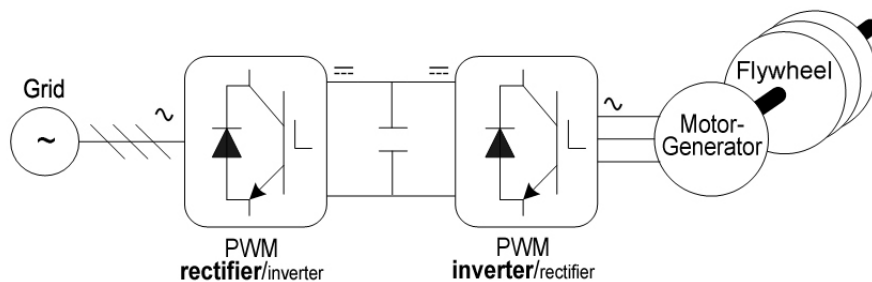 Grid
~
~
~
Flywheel
Motor-
Generator
PWM
rectifier/inverter
PWM
inverter/rectifier